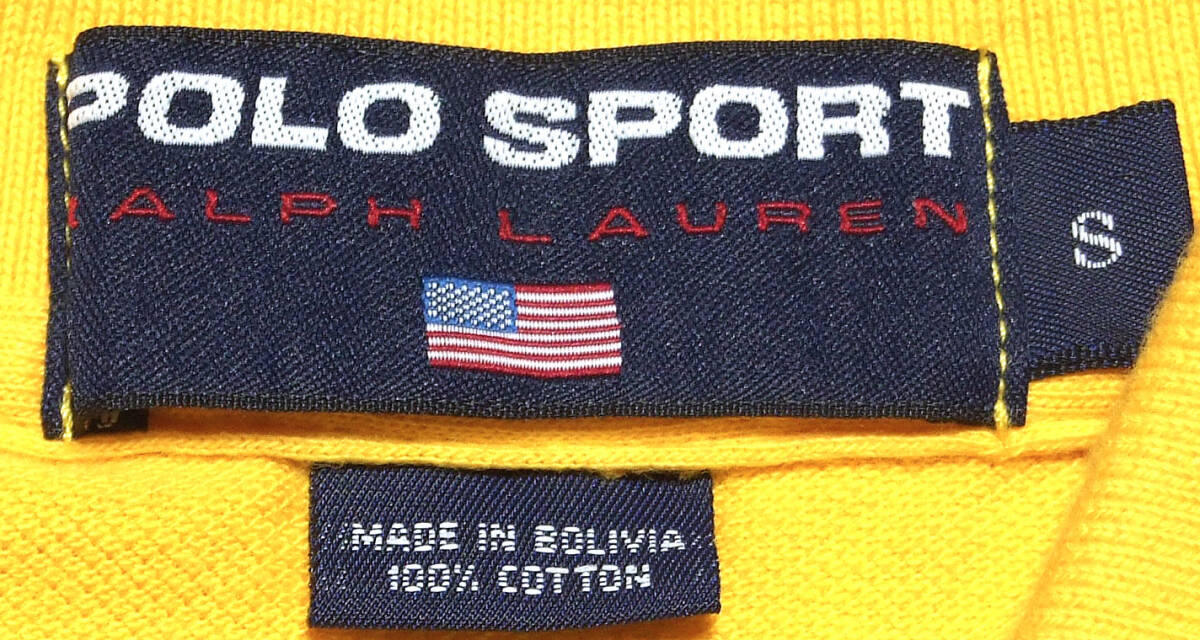 POLO SPORT
RALPH LAUREN
S
MADE IN BOLIVIA
100% COTTON